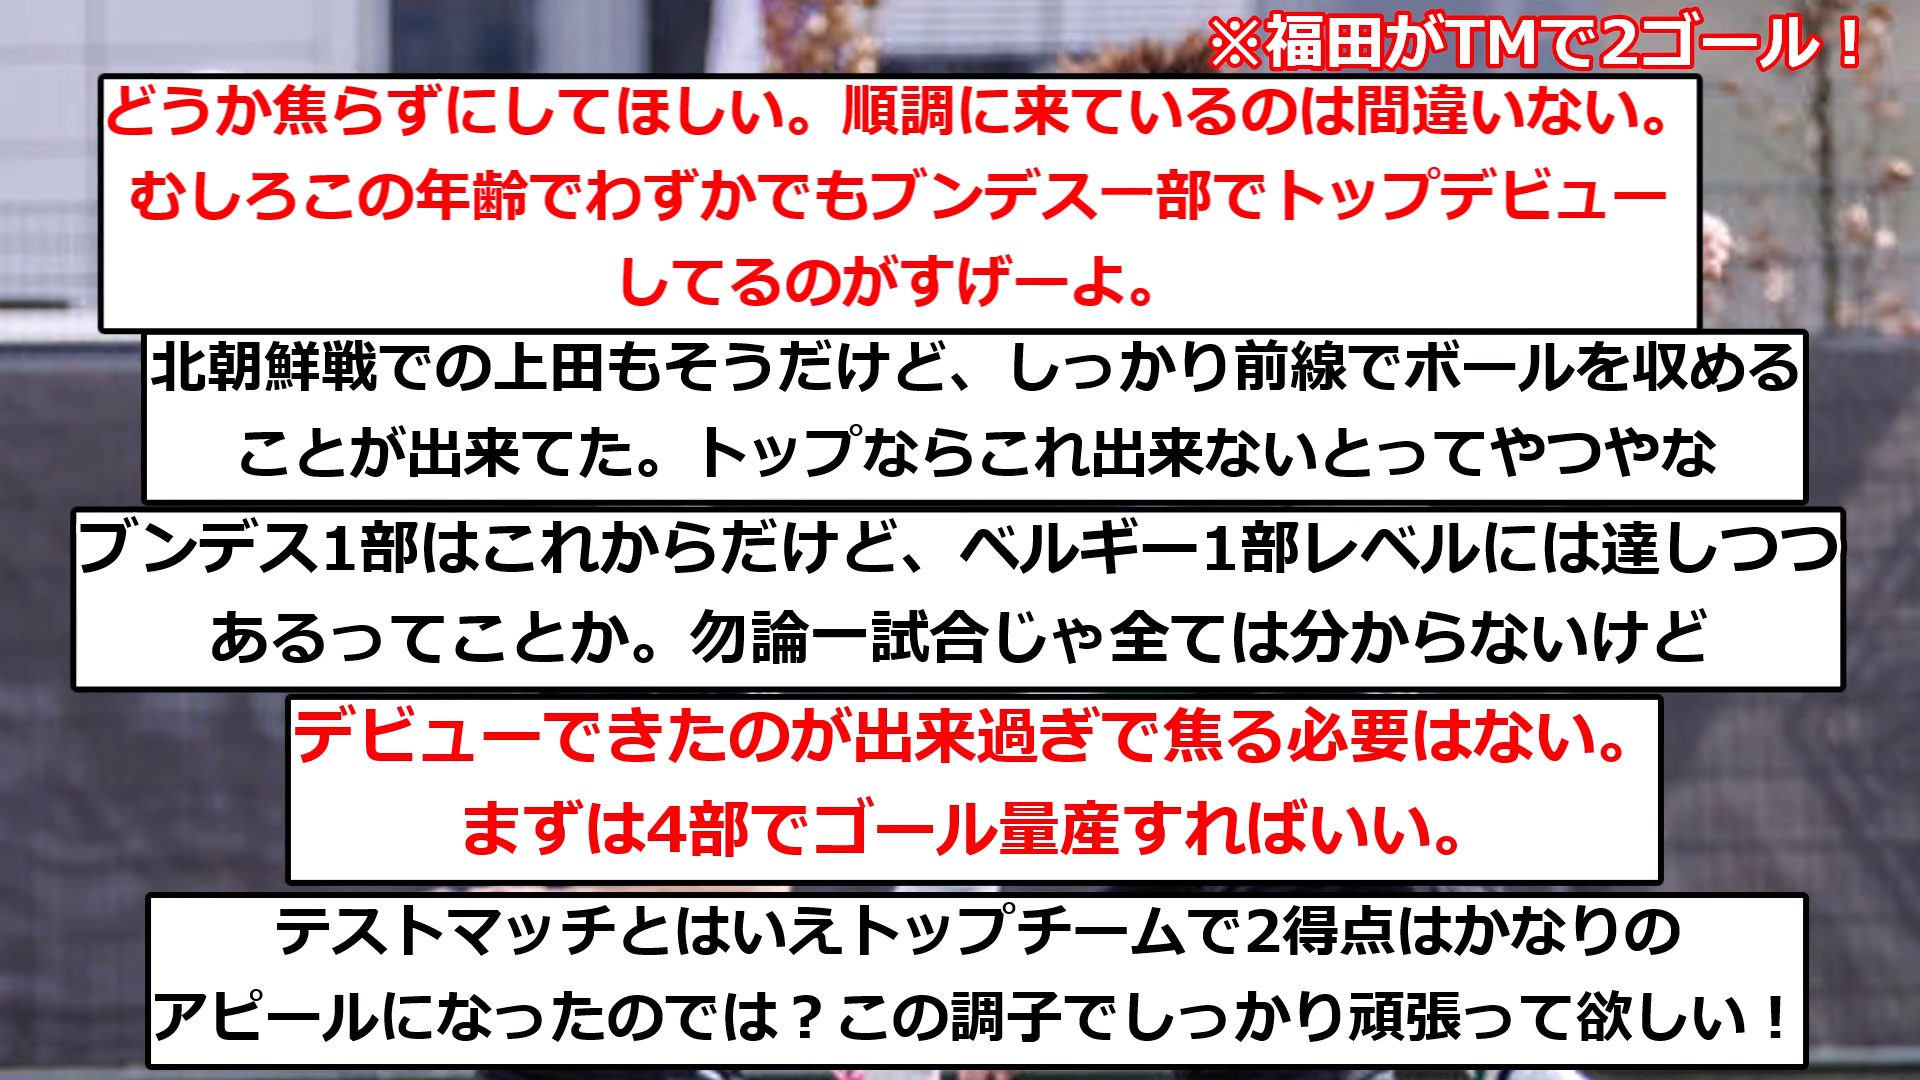 ※福田がTMで2ゴール！
どうか焦らずにしてほしい。順調に来ているのは間違いない。
むしろこの年齢でわずかでもブンデス一部でトップデビュー
してるのがすげーよ。
北朝鮮戦での上田もそうだけど、しっかり前線でボールを収める
ことが出来てた。トップならこれ出来ないとってやつやな
ブンデス1部はこれからだけど、ベルギー1部レベルには達しつつ
あるってことか。勿論一試合じゃ全ては分からないけど
デビューできたのが出来過ぎで焦る必要はない。
まずは4部でゴール量産すればいい。
テストマッチとはいえトップチームで2得点はかなりの
アピールになったのでは？この調子でしっかり頑張って欲しい！